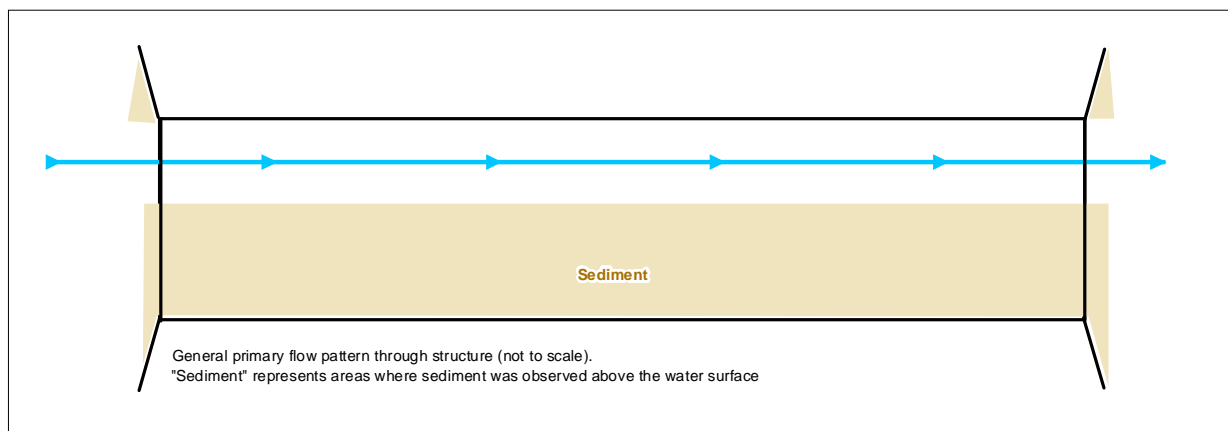 Sediment
General primary flow pattern through structure (not to scale).
"Sediment" represents areas where sediment was observed above the water surface